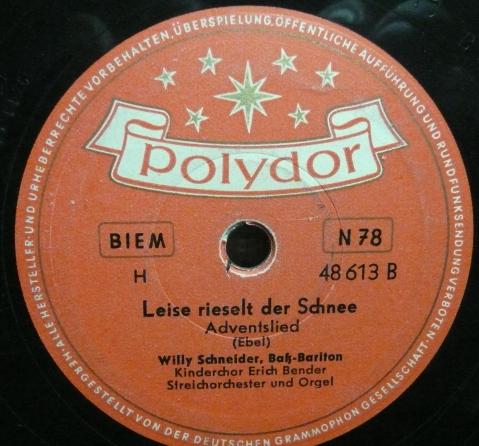 ALLE HERSTELLER- UND URHEBERRECHTE VORBEHALTEN. ÜBERSPIELUNG, ÖFFENTLICHE AUFFÜHRUNG UND RUNDFUNKSENDUNG VERBOTEN
polydor
BIEM
N 78
H
48 613 B
Leise rieselt der Schnee
Adventslied
(Ebel)
Willy Schneider, Baß-Bariton
Kinderchor Erich Bender
Streichorchester und Orgel
HERGESTELLT VON DER DEUTSCHEN GRAMMOPHON GESELLSCHAFT